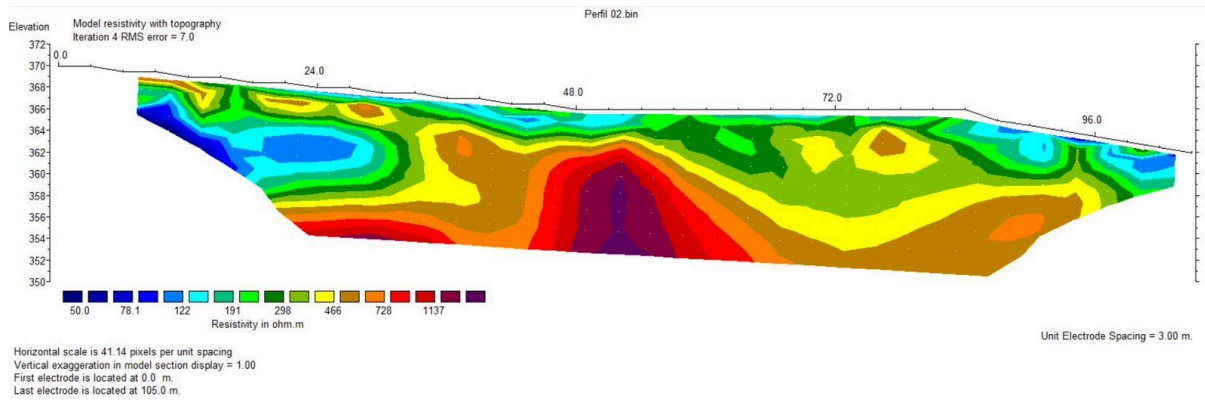 Perfil 02.bin
Elevation
Model resistivity with topography
Iteration 4 RMS error = 7.0
372
370
368
366
364
362
360
358
356
354
352
350
0.0
24.0
48.0
72.0
96.0
50.0 78.1 122 191 298 466 728 1137
Resistivity in ohm.m
Unit Electrode Spacing = 3.00 m.
Horizontal scale is 41.14 pixels per unit spacing
Vertical exaggeration in model section display = 1.00
First electrode is located at 0.0 m.
Last electrode is located at 105.0 m.